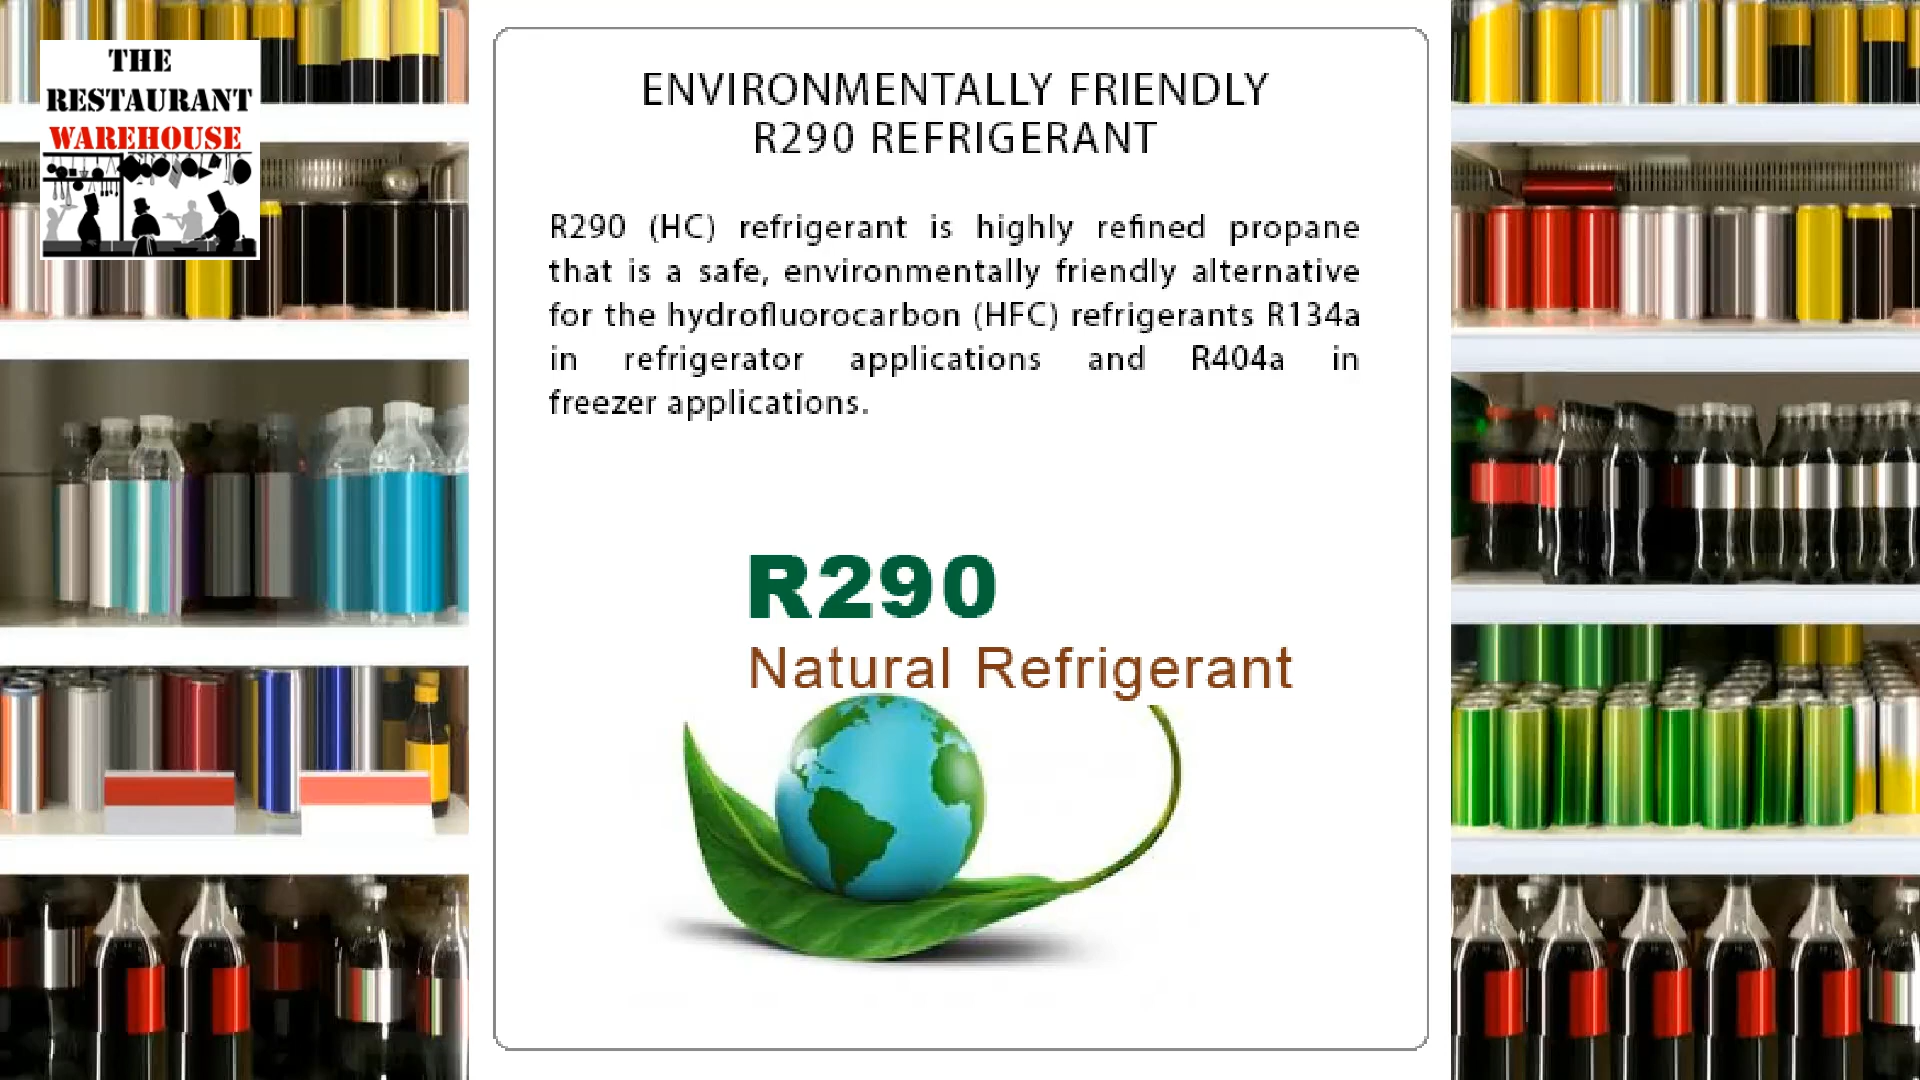 THE
RESTAURANT
WAREHOUSE
ENVIRONMENTALLY FRIENDLY
R290 REFRIGERANT
R290 (HC) refrigerant is highly refined propane
that is a safe, environmentally friendly alternative
for the hydrofluorocarbon (HFC) refrigerants R134a
in refrigerator applications and R404a in
freezer applications.
R290
Natural Refrigerant